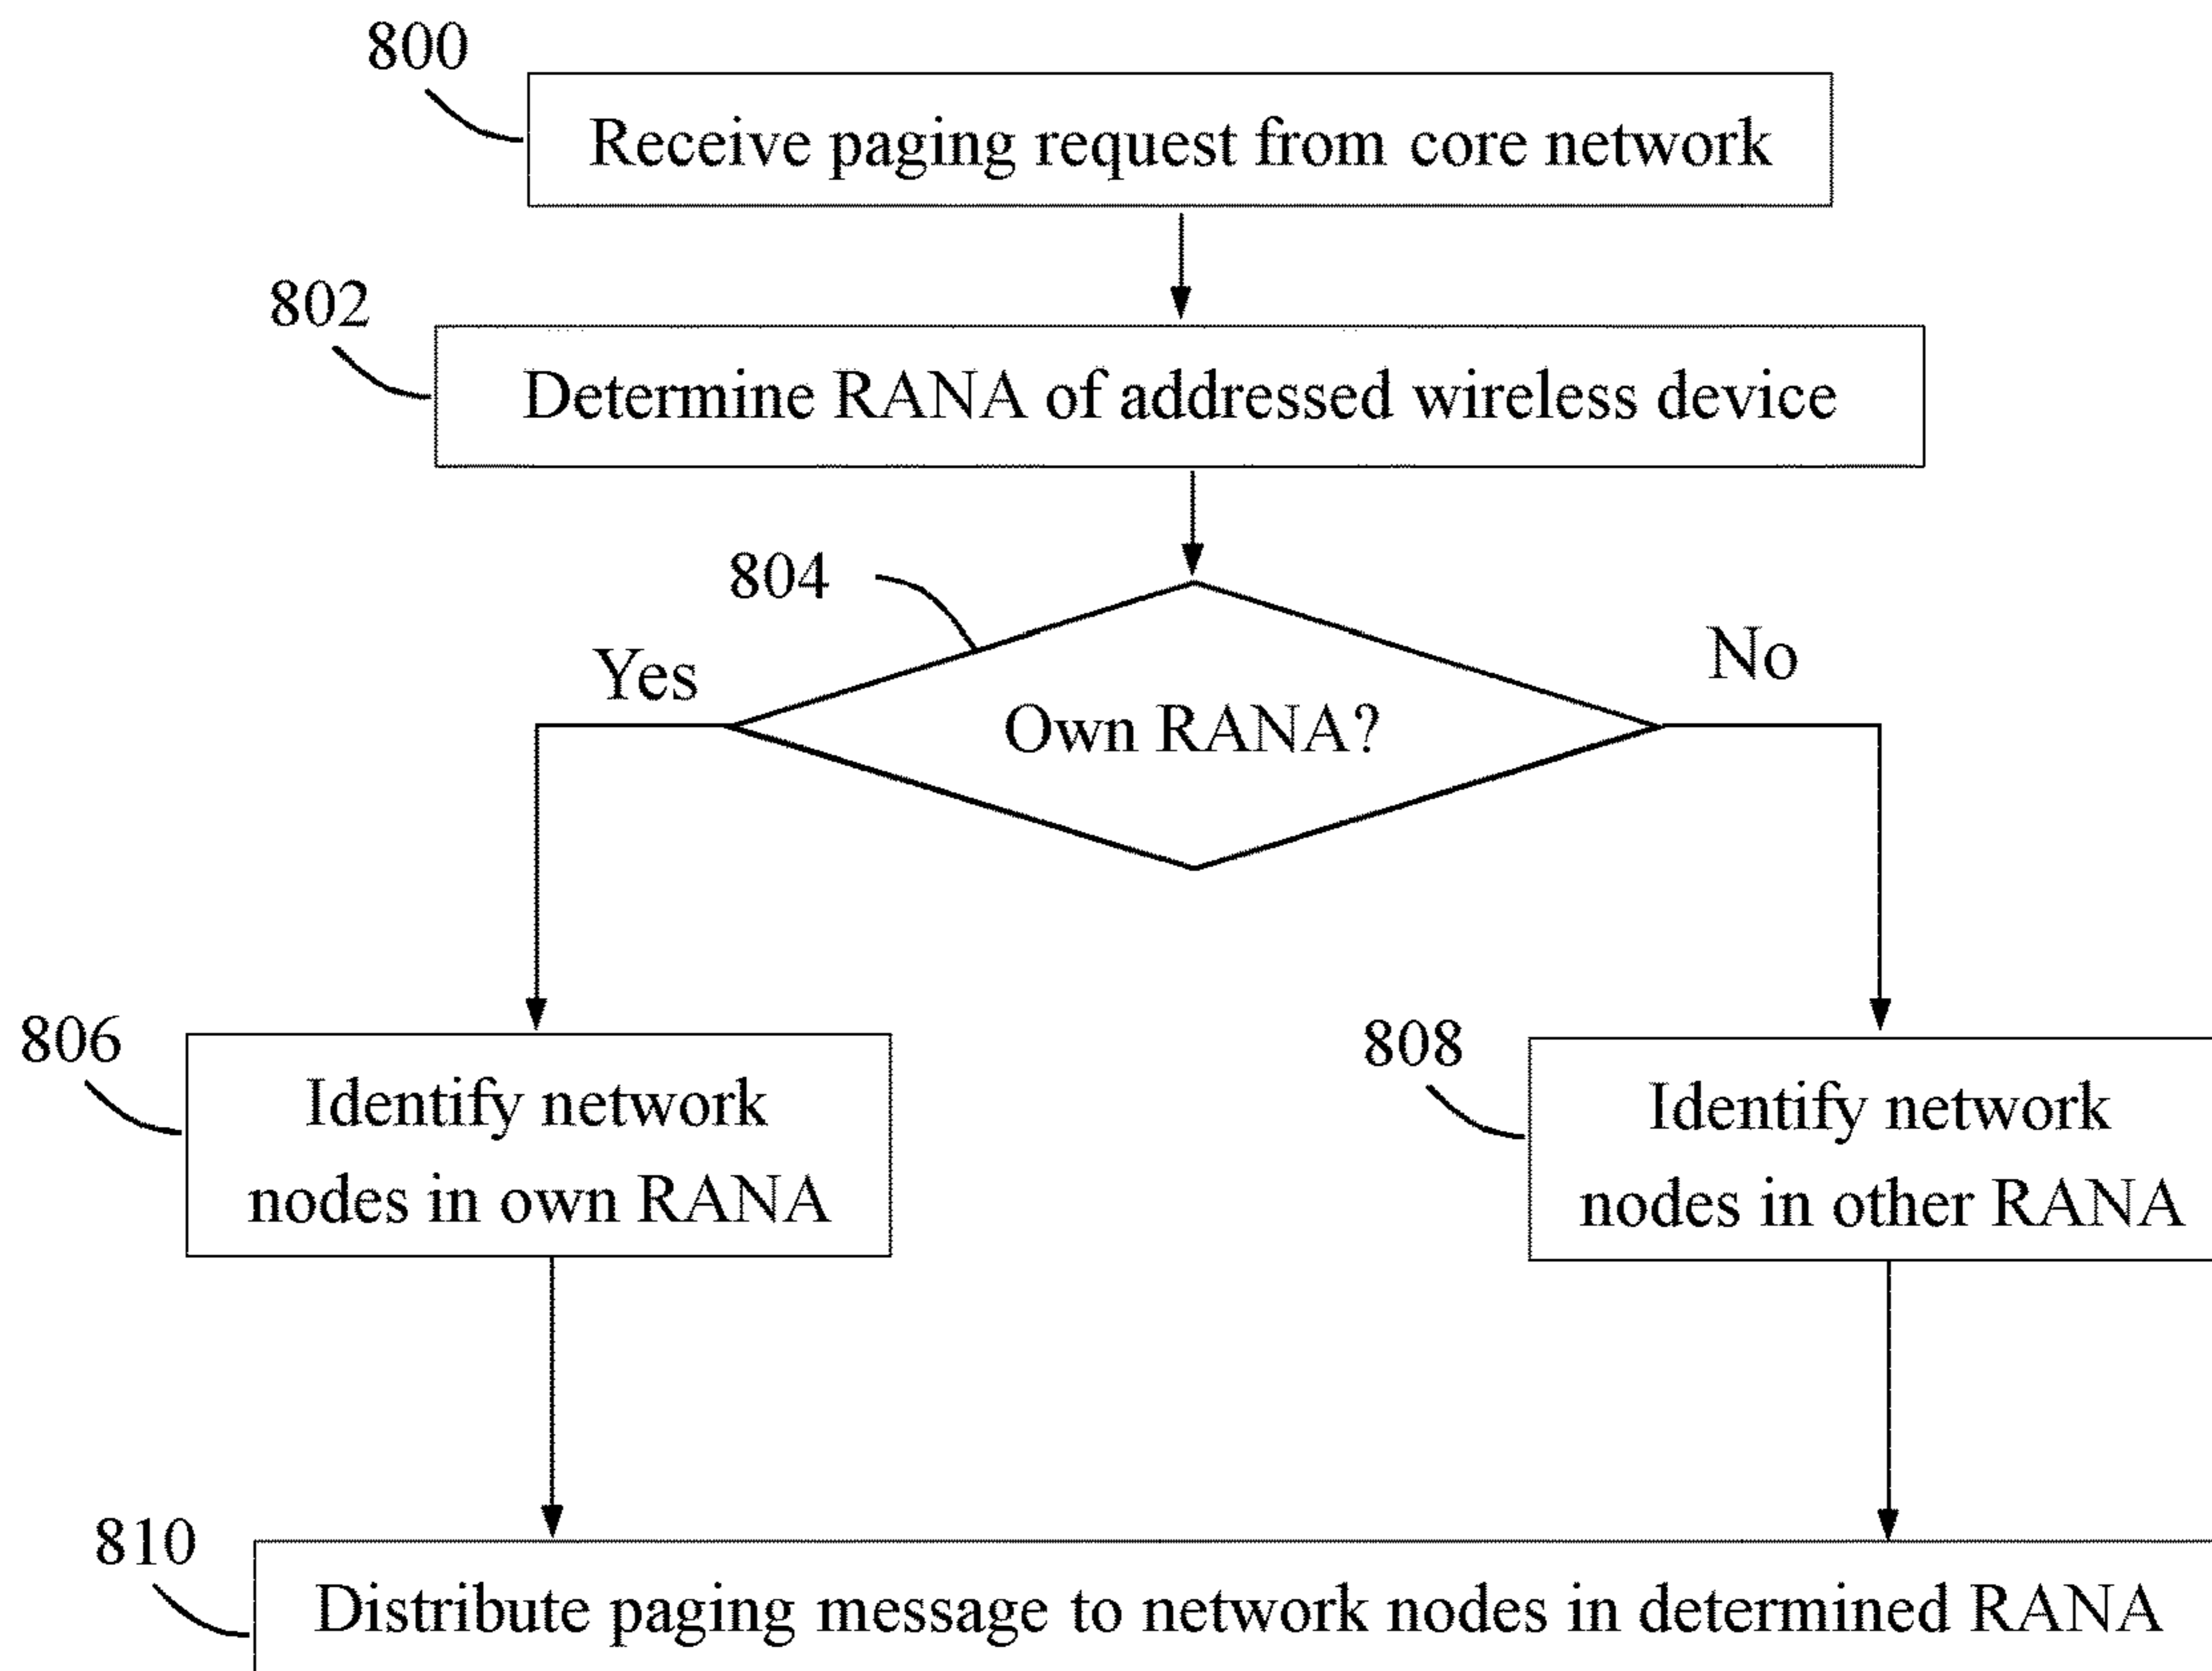 800
Receive paging request from core network
802
Determine RANA of addressed wireless device
804
Yes
No
Own RANA?
806
Identify network
nodes in own RANA
808
Identify network
nodes in other RANA
810
Distribute paging message to network nodes in determined RANA